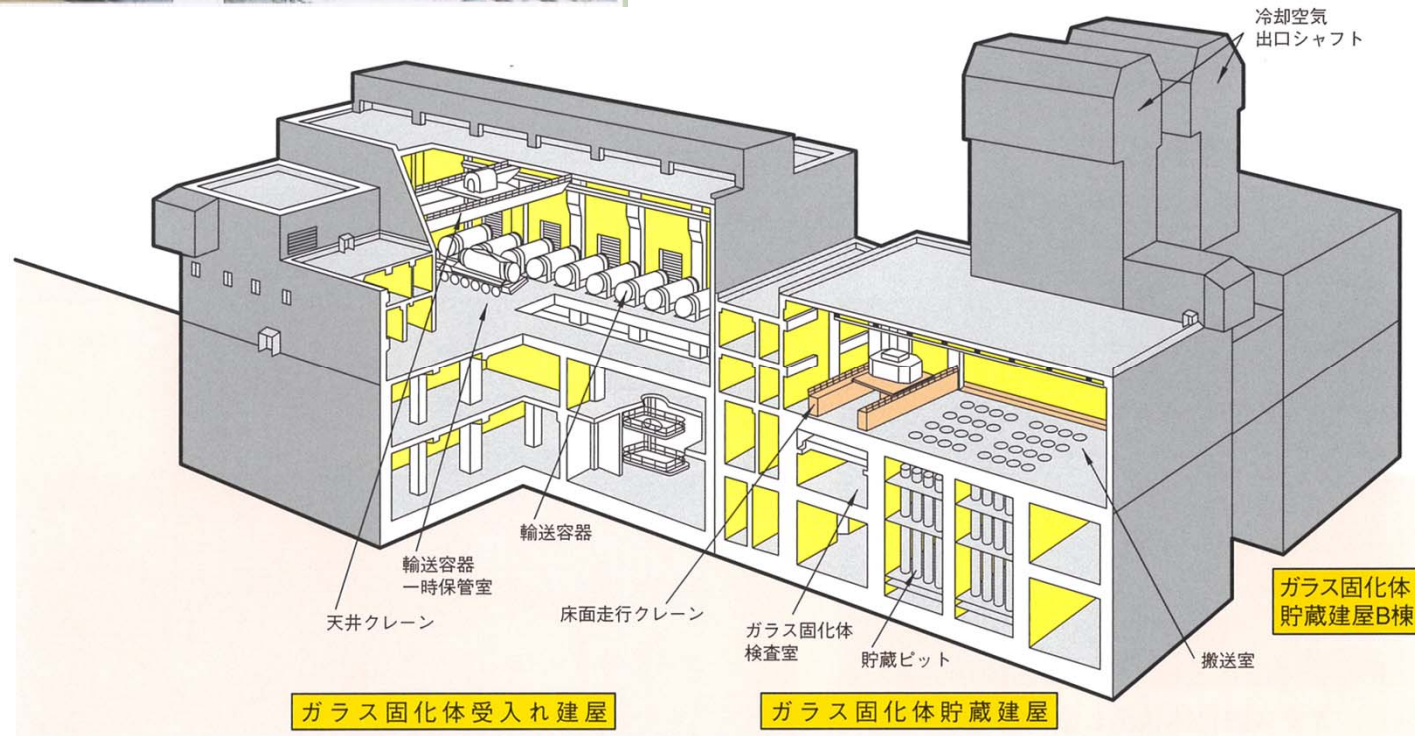 冷却空気
出口シャフト
輸送容器
輸送容器
一時保管室
天井クレーン
床面走行クレーン
ガラス固化体
検査室
貯蔵ピット
搬送室
ガラス固化体
貯蔵建屋B棟
ガラス固化体受入れ建屋
ガラス固化体貯蔵建屋